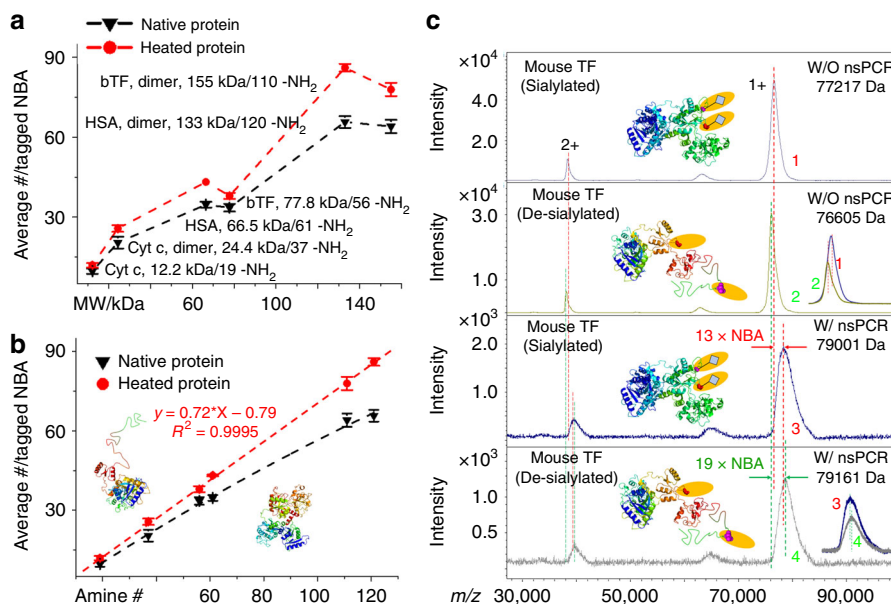 a
Native protein
Heated protein
Average #/tagged NBA
90
60
30
bTF, dimer, 155 kDa/110 -NH2
HSA, dimer, 133 kDa/120 -NH2
bTF, 77.8 kDa/56 -NH2
HSA, 66.5 kDa/61 -NH2
Cyt c, dimer, 24.4 kDa/37 -NH2
Cyt c, 12.2 kDa/19 -NH2
MW/kDa 60 80 100 120 140
b
Native protein
Heated protein
Average #/tagged NBA
90
60
30
y = 0.72*X – 0.79
R2 = 0.9995
Amine # 40 60 80 100 120
c
×10^4
Intensity
4.0
2.0
Mouse TF
(Sialylated)
2+
1+
W/O nsPCR
77217 Da
1
×10^4
Intensity
3.0
1.0
Mouse TF
(De-sialylated)
W/O nsPCR
76605 Da
1
2
2
×10^3
Intensity
2.0
1.0
Mouse TF
(Sialylated)
13 × NBA
W/ nsPCR
79001 Da
3
×10^3
Intensity
1.0
0.5
Mouse TF
(De-sialylated)
19 × NBA
W/ nsPCR
79161 Da
3
4
4
m/z 30,000 50,000 70,000 90,000